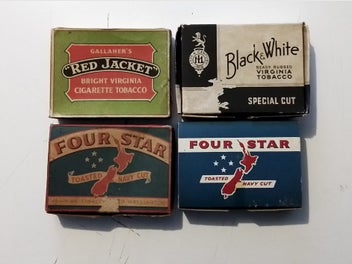 GALLAHER'S
RED JACKET
BRIGHT VIRGINIA
CIGARETTE TOBACCO
Black & White
READY RUBBED
VIRGINIA
TOBACCO
SPECIAL CUT
FOUR STAR
TOASTED NAVY CUT
FOUR STAR
TOASTED NAVY CUT